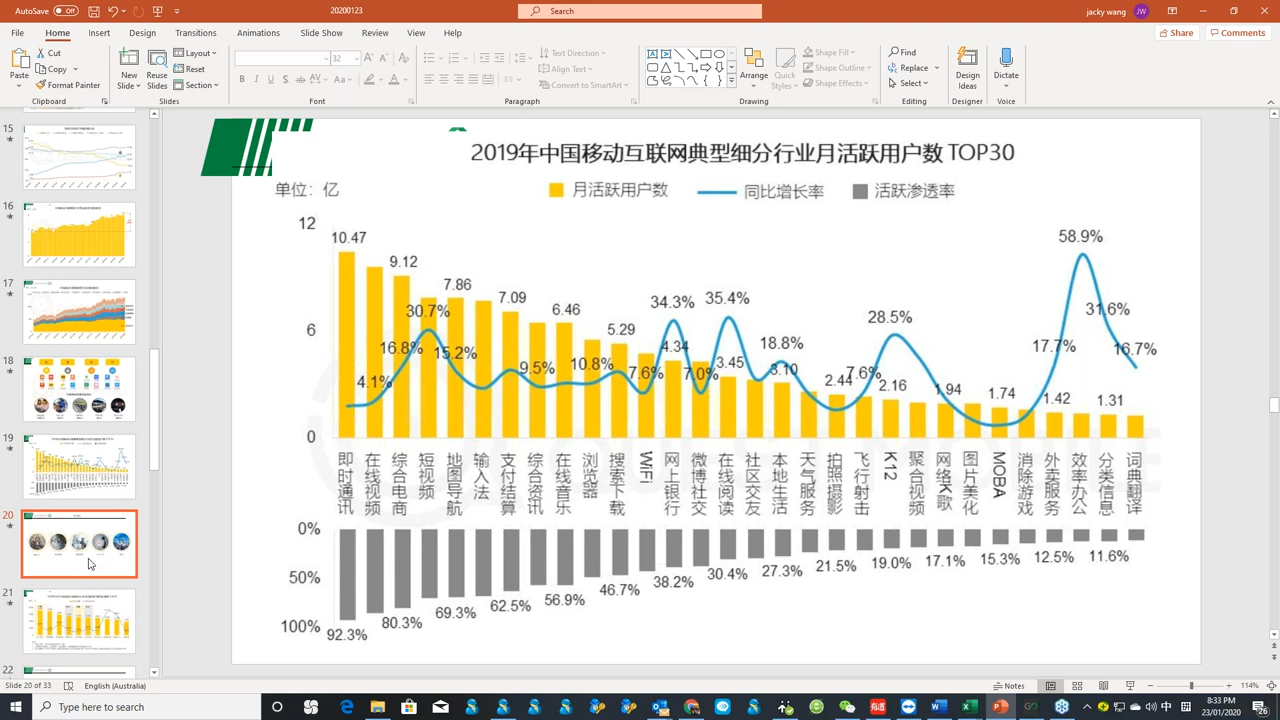 AutoSave Off
20200123
Search
jacky wang JW
File Home Insert Design Transitions Animations Slide Show Review View Help
Share Comments
Paste Cut Copy Format Painter
Clipboard
New Slide Reuse Slides Layout Reset Section
Slides
32
Font
Text Direction Align Text Convert to SmartArt
Paragraph
Arrange Quick Styles Shape Fill Shape Outline Shape Effects
Drawing
Find Replace Select
Editing
Design Ideas
Designer
Dictate
Voice
15
16
17
18
19
20
21
22
2019年中国移动互联网典型细分行业月活跃用户数 TOP30
单位：亿
月活跃用户数 同比增长率 活跃渗透率
12
6
0
10.47 9.12 7.86 7.09 6.46 5.29 4.34 3.45 3.10 2.44 2.16 1.94 1.74 1.42 1.31
4.1% 16.8% 30.7% 15.2% 9.5% 10.8% 7.6% 34.3% 7.0% 35.4% 18.8% 7.6% 28.5% 17.7% 58.9% 31.6% 16.7%
即时通讯 在线视频 综合电商 短视频 地图导航 输入法 支付结算 综合资讯 在线音乐 浏览器 搜索下载 WiFi 网上银行 微博社交 在线阅读 社区交友 本地生活 天气服务 拍照摄影 飞行射击 K12 聚合视频 网络K歌 图片美化 MOBA 消除游戏 外卖服务 效率办公 分类信息 词典翻译
0%
50%
100%
92.3% 80.3% 69.3% 62.5% 56.9% 46.7% 38.2% 30.4% 27.3% 21.5% 19.0% 17.1% 15.3% 12.5% 11.6%
Slide 20 of 33 English (Australia)
Notes
114%
Type here to search
8:33 PM
23/01/2020